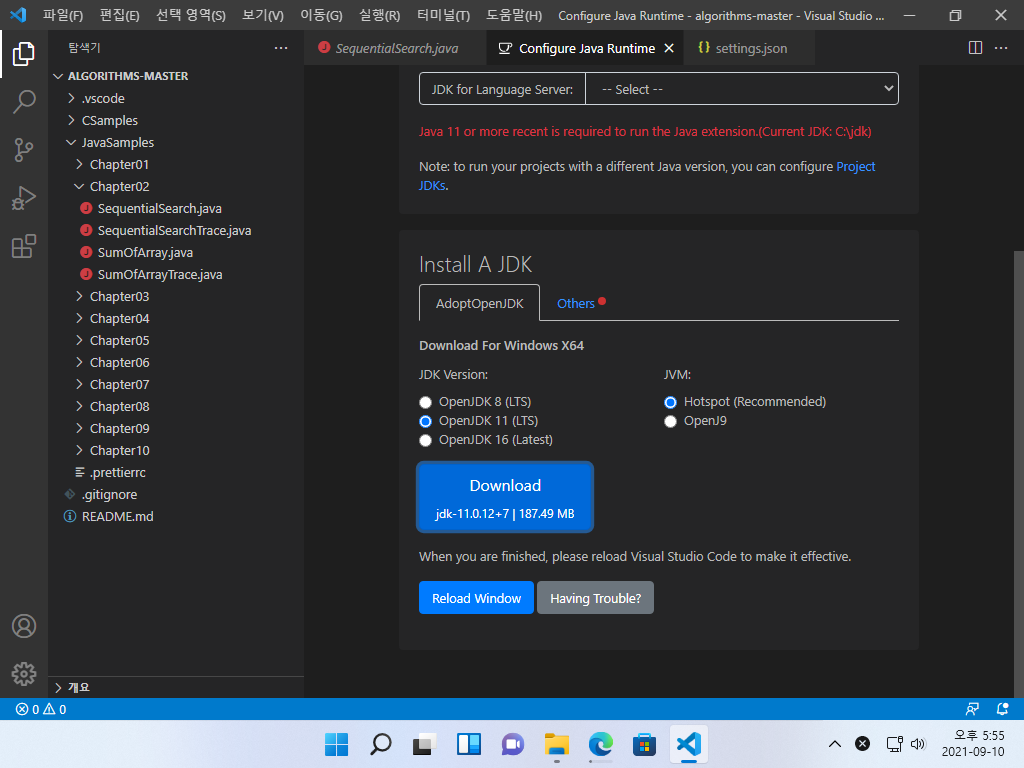 파일(F) 편집(E) 선택 영역(S) 보기(V) 이동(G) 실행(R) 터미널(T) 도움말(H) Configure Java Runtime - algorithms-master - Visual Studio ...
탐색기
SequentialSearch.java Configure Java Runtime settings.json
ALGORITHMS-MASTER
.vscode
CSamples
JavaSamples
Chapter01
Chapter02
SequentialSearch.java
SequentialSearchTrace.java
SumOfArray.java
SumOfArrayTrace.java
Chapter03
Chapter04
Chapter05
Chapter06
Chapter07
Chapter08
Chapter09
Chapter10
.prettierrc
.gitignore
README.md
개요
JDK for Language Server: -- Select --
Java 11 or more recent is required to run the Java extension.(Current JDK: C:\jdk)
Note: to run your projects with a different Java version, you can configure Project
JDKs.
Install A JDK
AdoptOpenJDK Others
Download For Windows X64
JDK Version: JVM:
OpenJDK 8 (LTS) Hotspot (Recommended)
OpenJDK 11 (LTS) OpenJ9
OpenJDK 16 (Latest)
Download
jdk-11.0.12+7 | 187.49 MB
When you are finished, please reload Visual Studio Code to make it effective.
Reload Window Having Trouble?
0 0
오후 5:55
2021-09-10